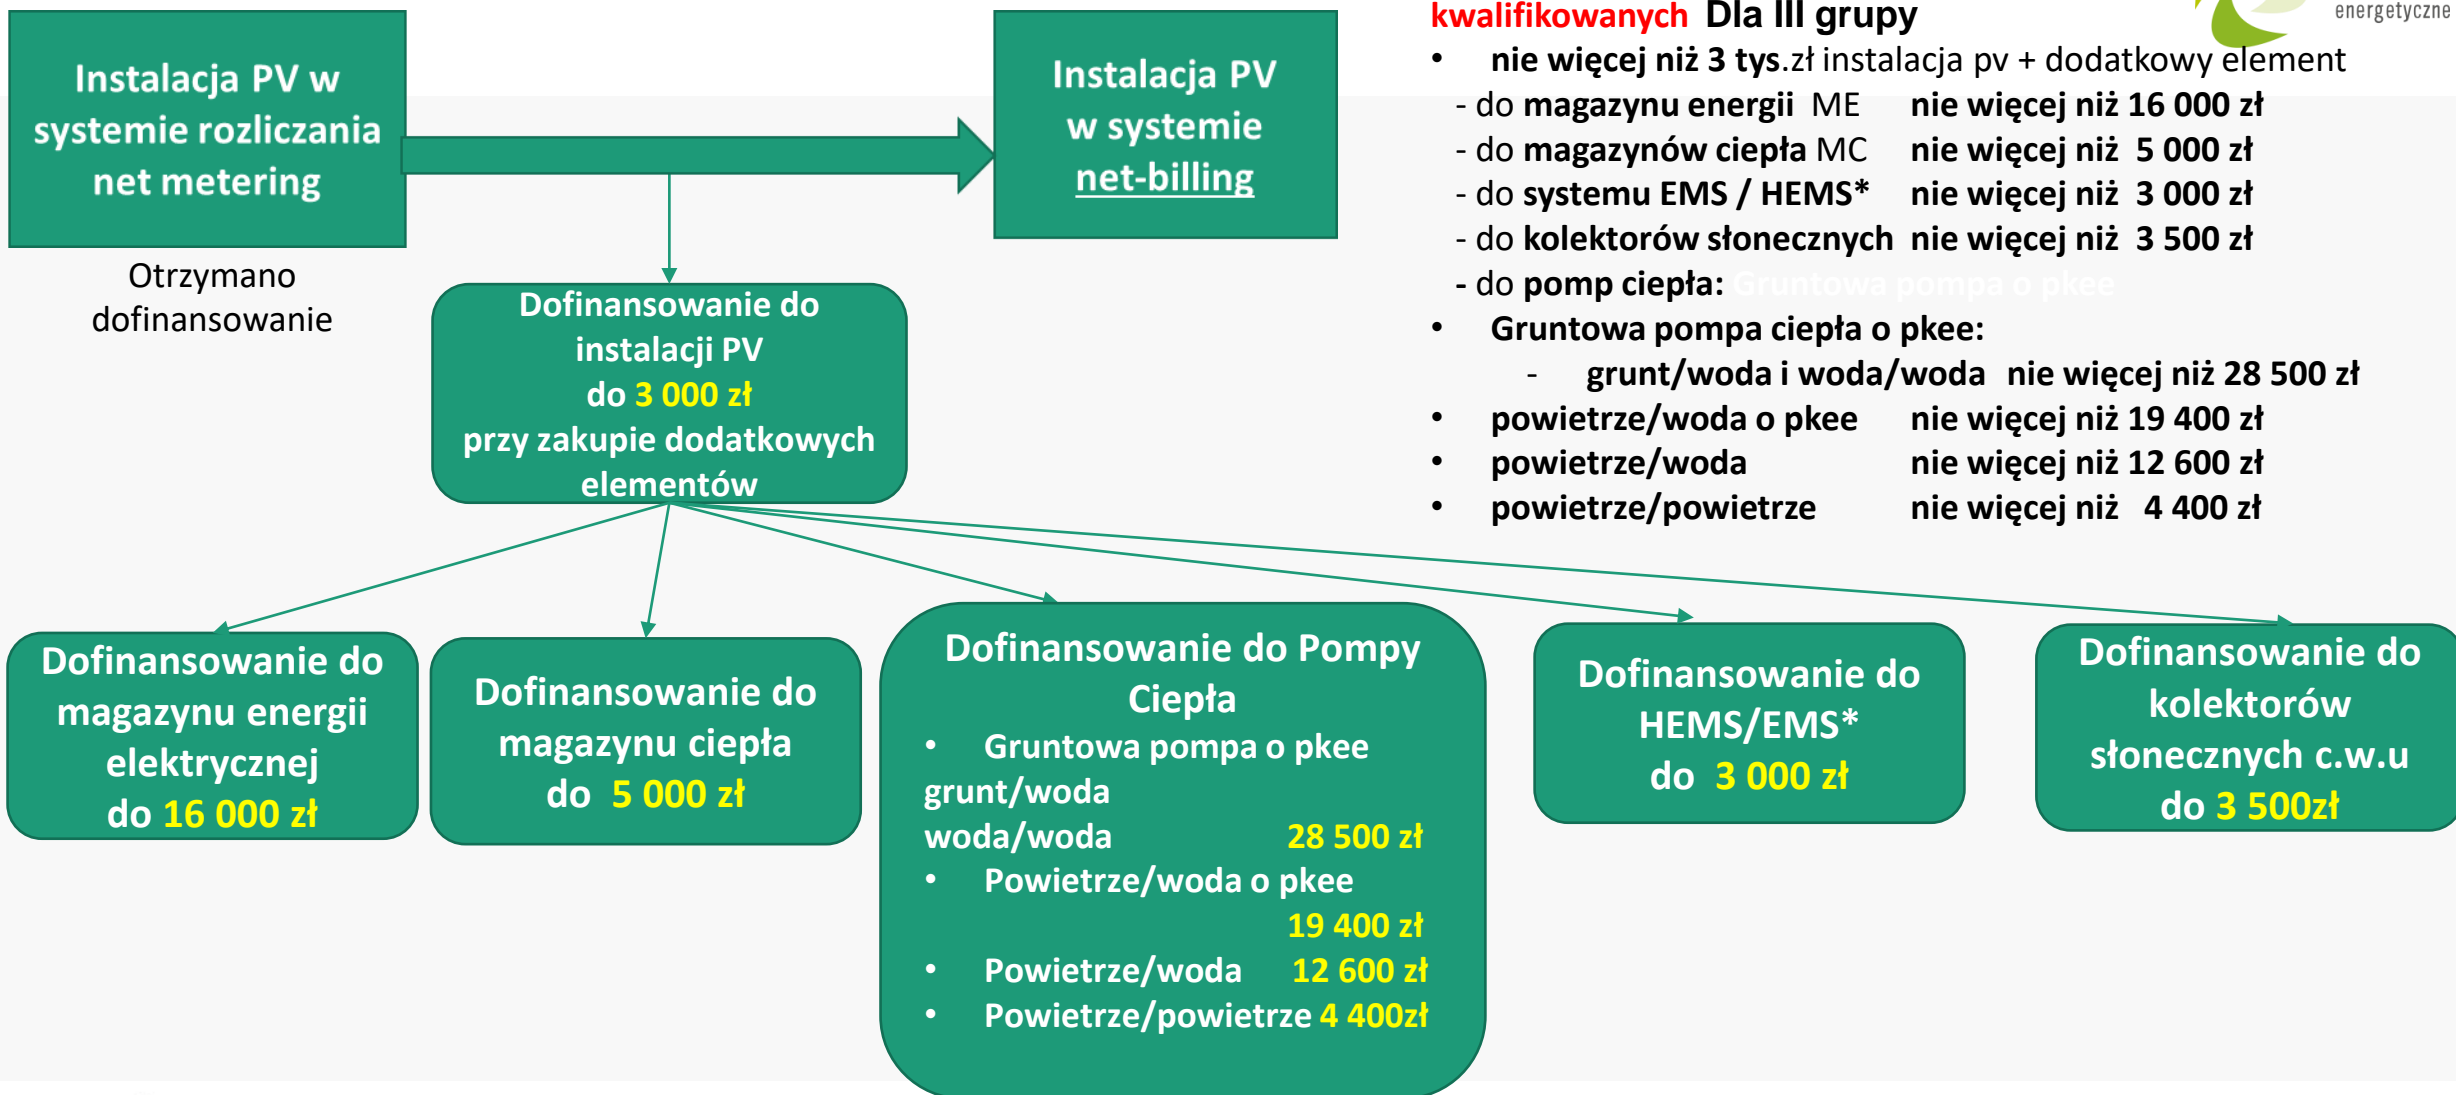 Instalacja PV w
systemie rozliczania
net metering
Otrzymano
dofinansowanie
Instalacja PV
w systemie
net-billing
energetyczne
kwalifikowanych Dla III grupy
• nie więcej niż 3 tys.zł instalacja pv + dodatkowy element
- do magazynu energii ME nie więcej niż 16 000 zł
- do magazynów ciepła MC nie więcej niż 5 000 zł
- do systemu EMS / HEMS* nie więcej niż 3 000 zł
- do kolektorów słonecznych nie więcej niż 3 500 zł
- do pomp ciepła: Gruntowa pompa o pkee
• Gruntowa pompa ciepła o pkee:
- grunt/woda i woda/woda nie więcej niż 28 500 zł
• powietrze/woda o pkee nie więcej niż 19 400 zł
• powietrze/woda nie więcej niż 12 600 zł
• powietrze/powietrze nie więcej niż 4 400 zł
Dofinansowanie do
instalacji PV
do 3 000 zł
przy zakupie dodatkowych
elementów
Dofinansowanie do
magazynu energii
elektrycznej
do 16 000 zł
Dofinansowanie do
magazynu ciepła
do 5 000 zł
Dofinansowanie do Pompy
Ciepła
• Gruntowa pompa o pkee
grunt/woda
woda/woda 28 500 zł
• Powietrze/woda o pkee
19 400 zł
• Powietrze/woda 12 600 zł
• Powietrze/powietrze 4 400zł
Dofinansowanie do
HEMS/EMS*
do 3 000 zł
Dofinansowanie do
kolektorów
słonecznych c.w.u
do 3 500zł